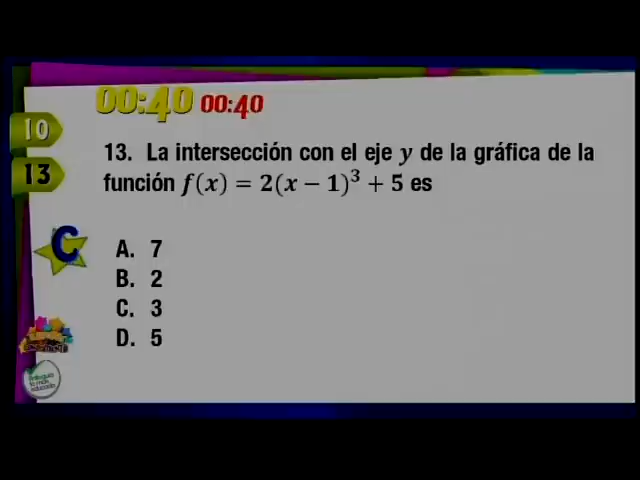 00:40 00:40
10
13. La intersección con el eje y de la gráfica de la
13
función f(x) = 2(x − 1)³ + 5 es
C
A. 7
B. 2
C. 3
D. 5